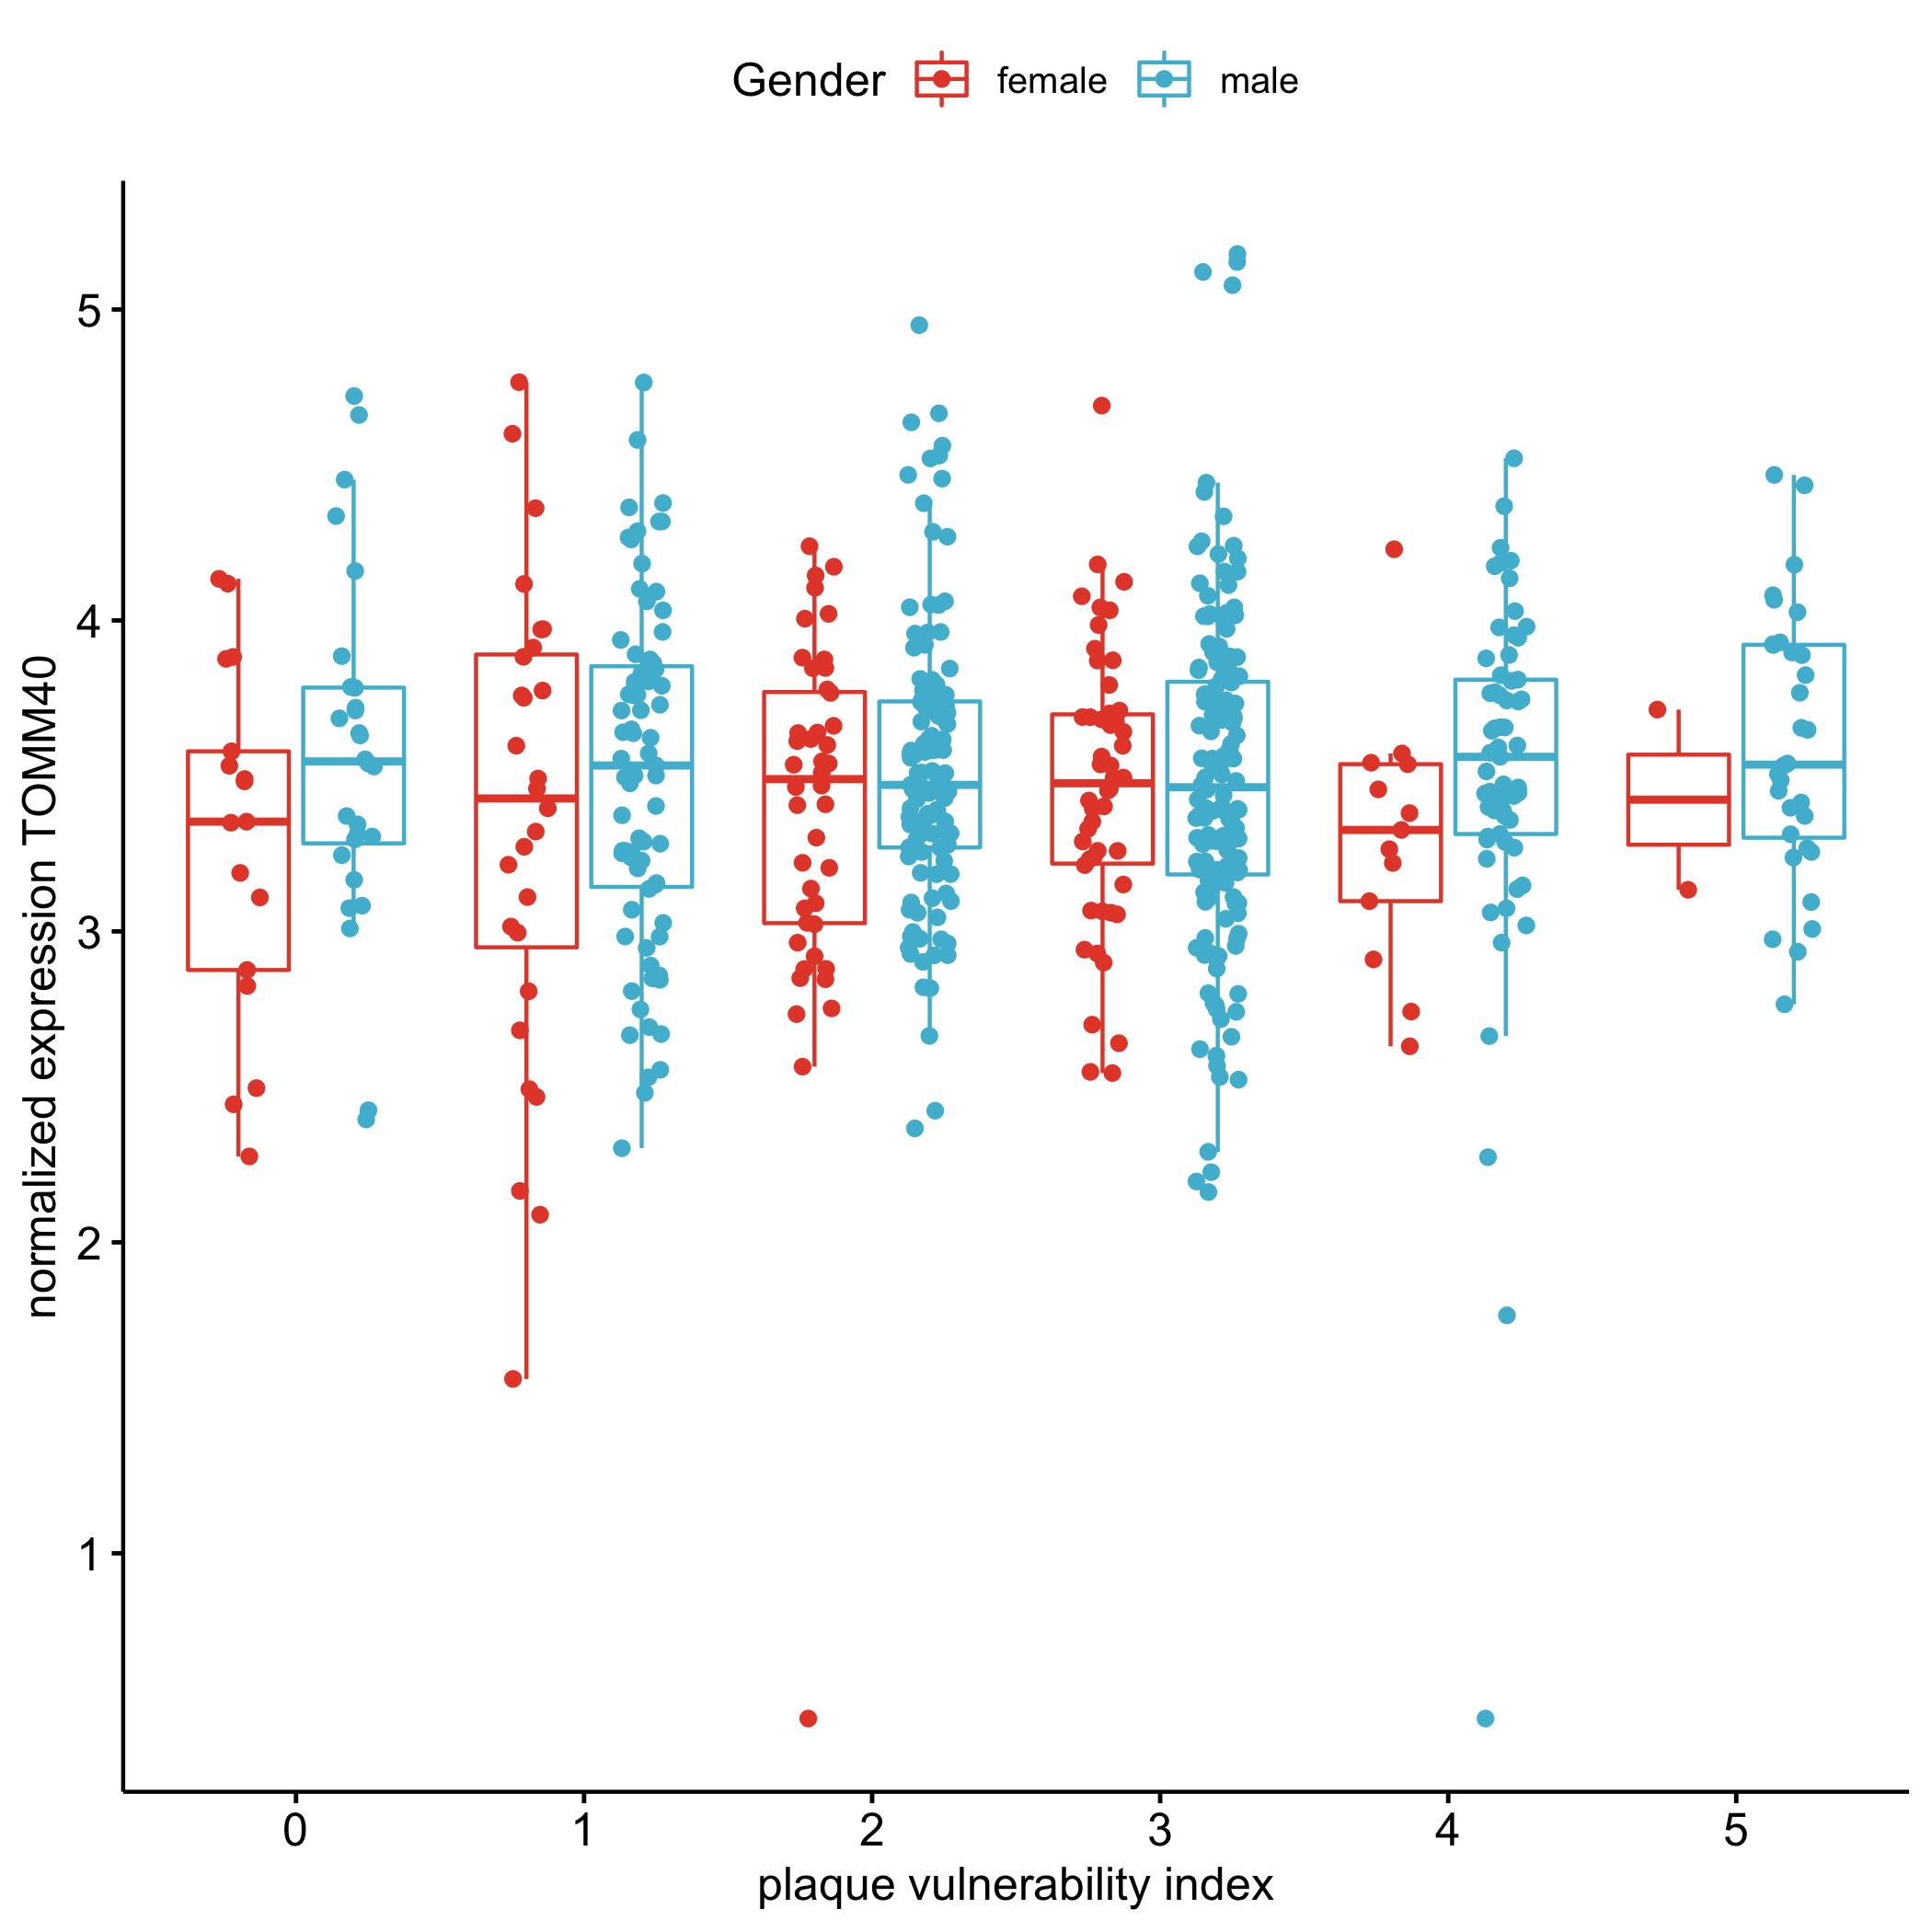 Gender female male
normalized expression TOMM40
5
4
3
2
1
0 1 2 3 4 5
plaque vulnerability index